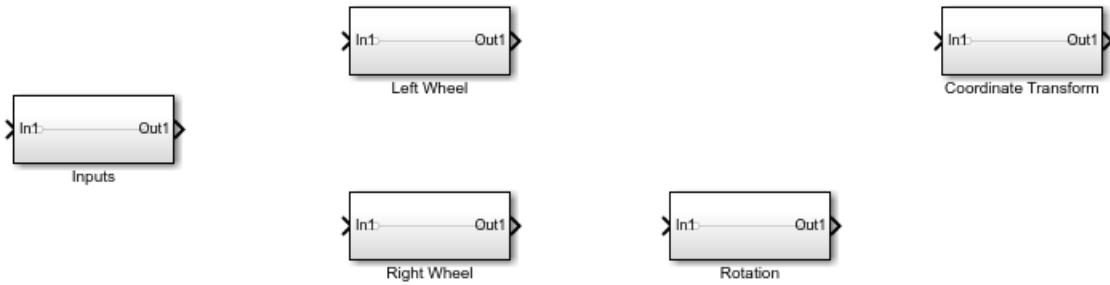 In1 Out1
Left Wheel
In1 Out1
Coordinate Transform
In1 Out1
Inputs
In1 Out1
Right Wheel
In1 Out1
Rotation